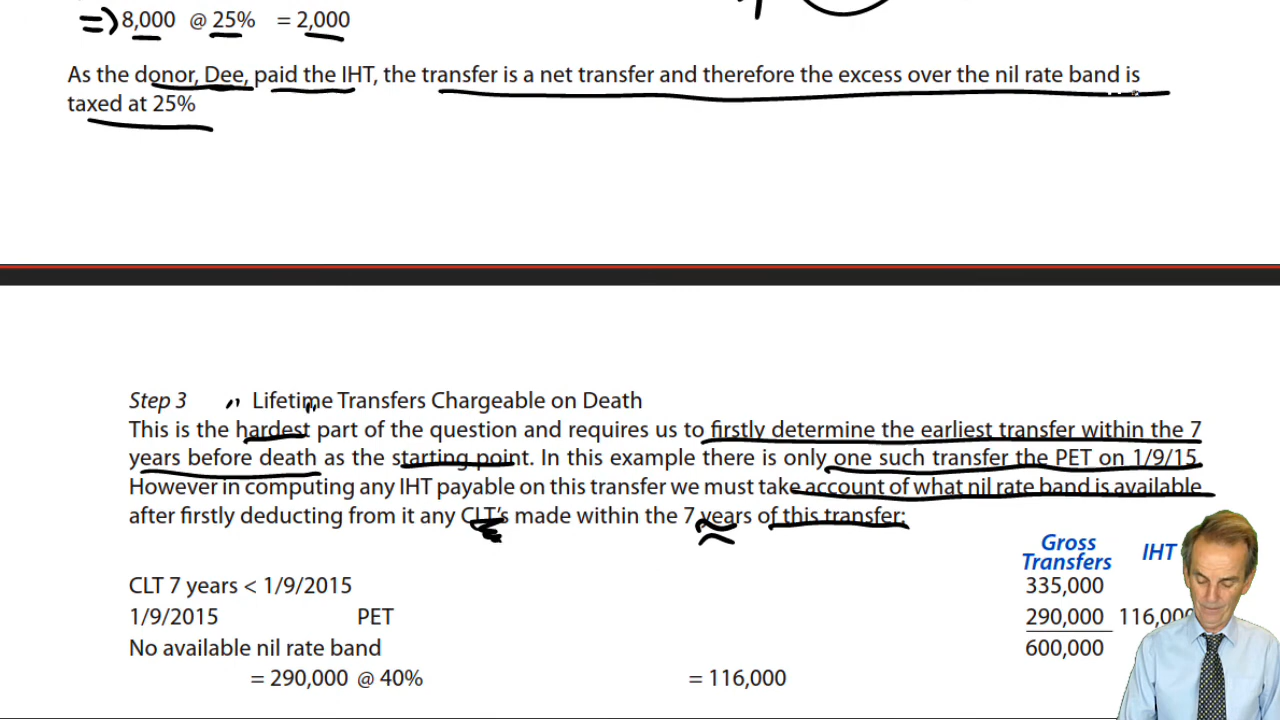 => 8,000 @ 25% = 2,000
As the donor, Dee, paid the IHT, the transfer is a net transfer and therefore the excess over the nil rate band is
taxed at 25%
Step 3 " Lifetime Transfers Chargeable on Death "
This is the hardest part of the question and requires us to firstly determine the earliest transfer within the 7
years before death as the starting point. In this example there is only one such transfer the PET on 1/9/15.
However in computing any IHT payable on this transfer we must take account of what nil rate band is available
after firstly deducting from it any CLT's made within the 7 years of this transfer:
Gross IHT
Transfers
CLT 7 years < 1/9/2015 335,000
1/9/2015 PET 290,000 116,000
No available nil rate band 600,000
= 290,000 @ 40% = 116,000